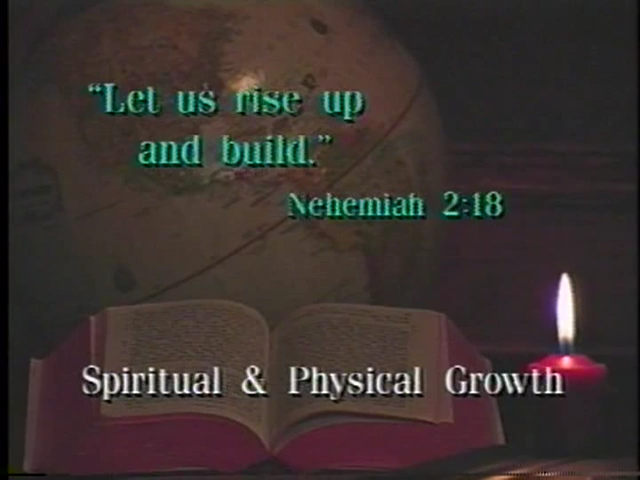 “Let us rise up
and build.”
Nehemiah 2:18
Spiritual & Physical Growth